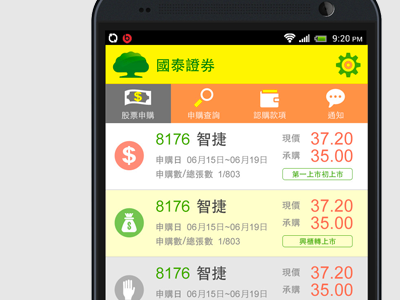 9:20 PM
國泰證券
股票申購 申購查詢 認購款項 通知
8176 智捷 現價 37.20
承購 35.00
申購日 06月15日~06月19日
申購數/總張數 1/803 第一上市初上市
8176 智捷 現價 37.20
承購 35.00
申購日 06月15日~06月19日
申購數/總張數 1/803 興櫃轉上市
8176 智捷 現價 37.20
承購 35.00
申購日 06月15日~06月19日